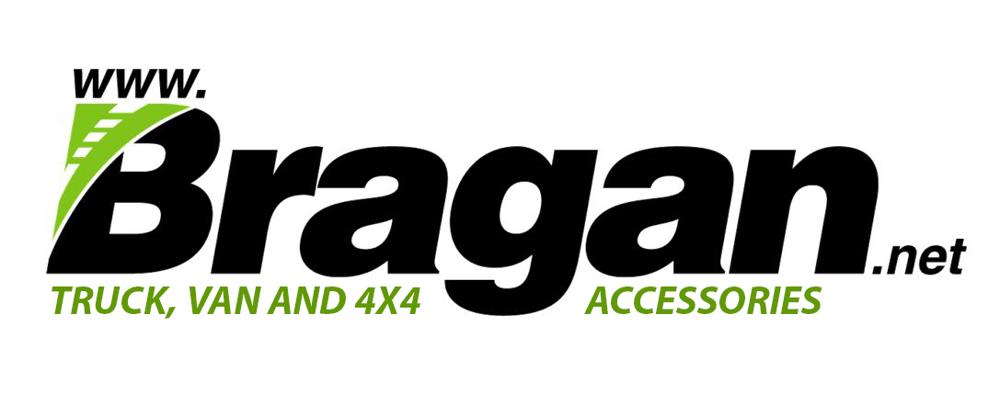 www.
Bragan.net
TRUCK, VAN AND 4X4 ACCESSORIES